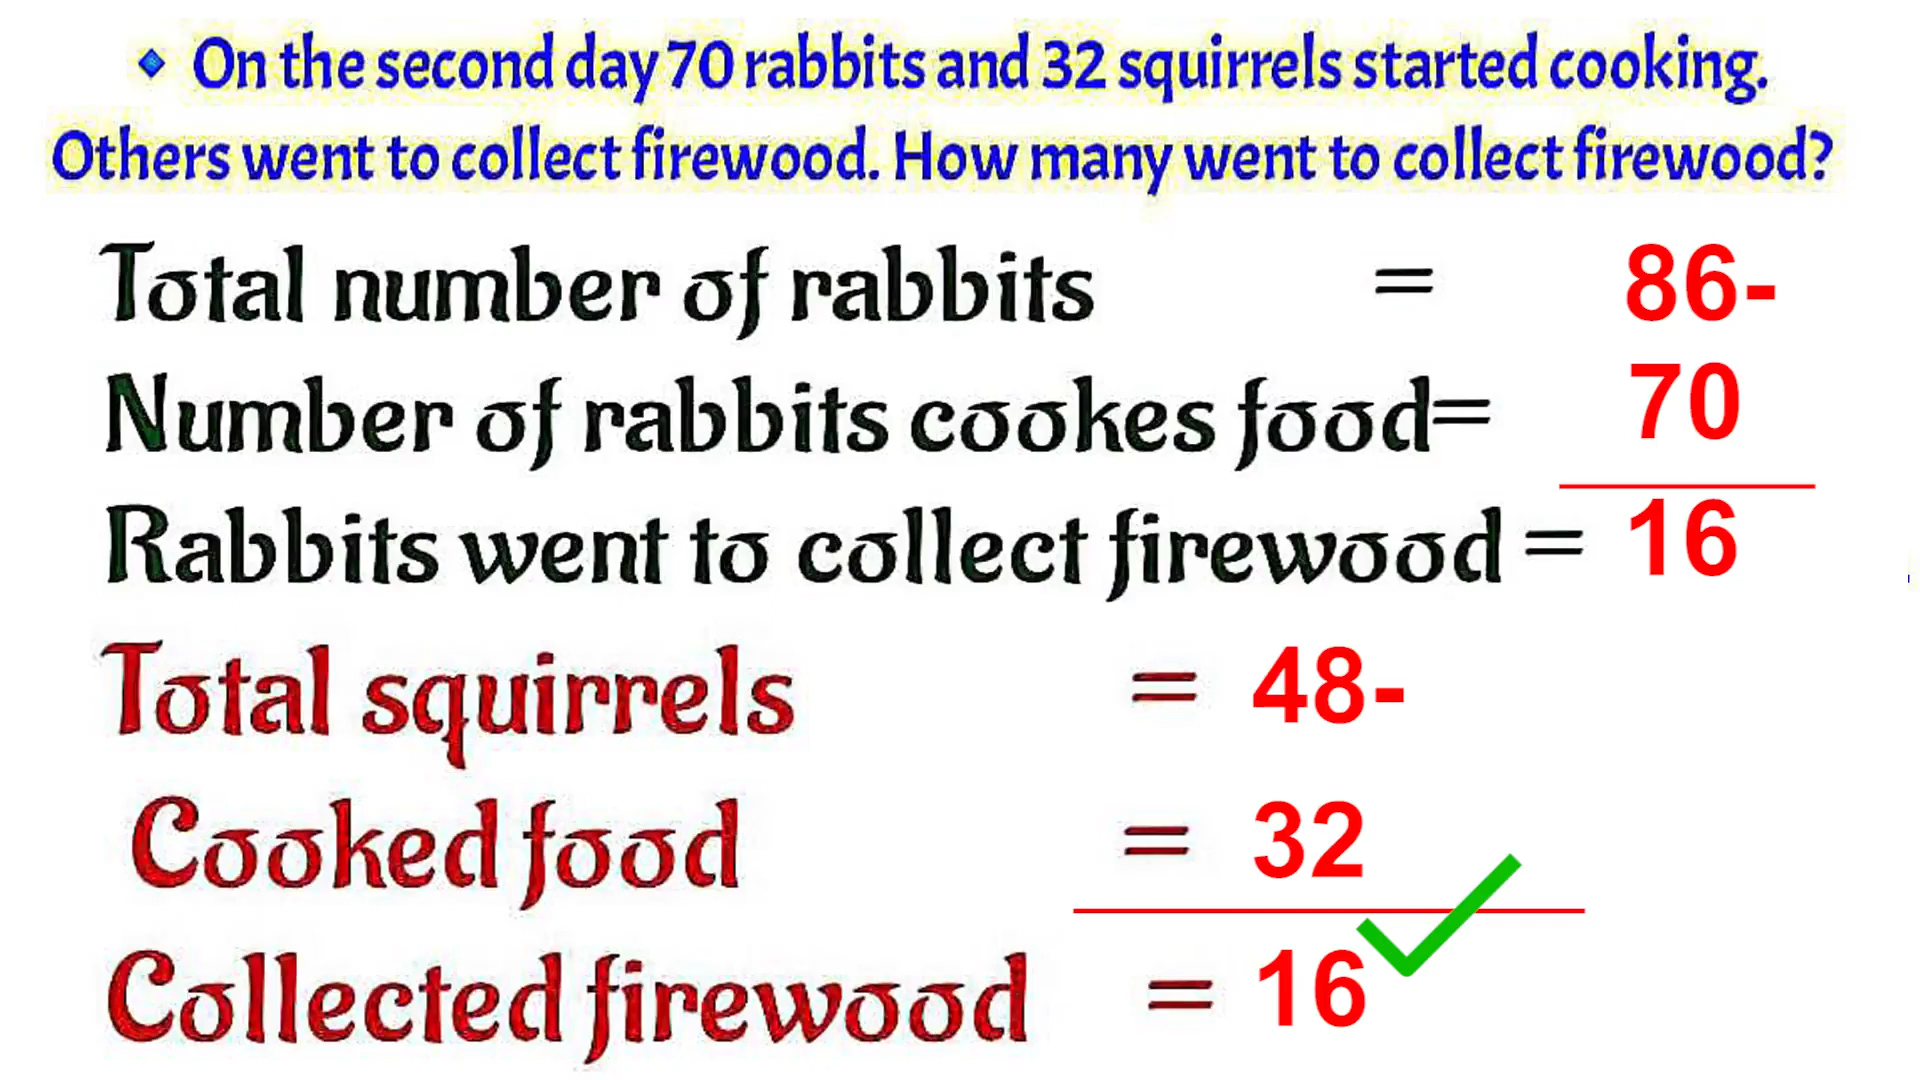 🔹 On the second day 70 rabbits and 32 squirrels started cooking.
Others went to collect firewood. How many went to collect firewood?
Total number of rabbits = 86-
Number of rabbits cookes food= 70
Rabbits went to collect firewood = 16
Total squirrels = 48-
Cooked food = 32
Collected firewood = 16